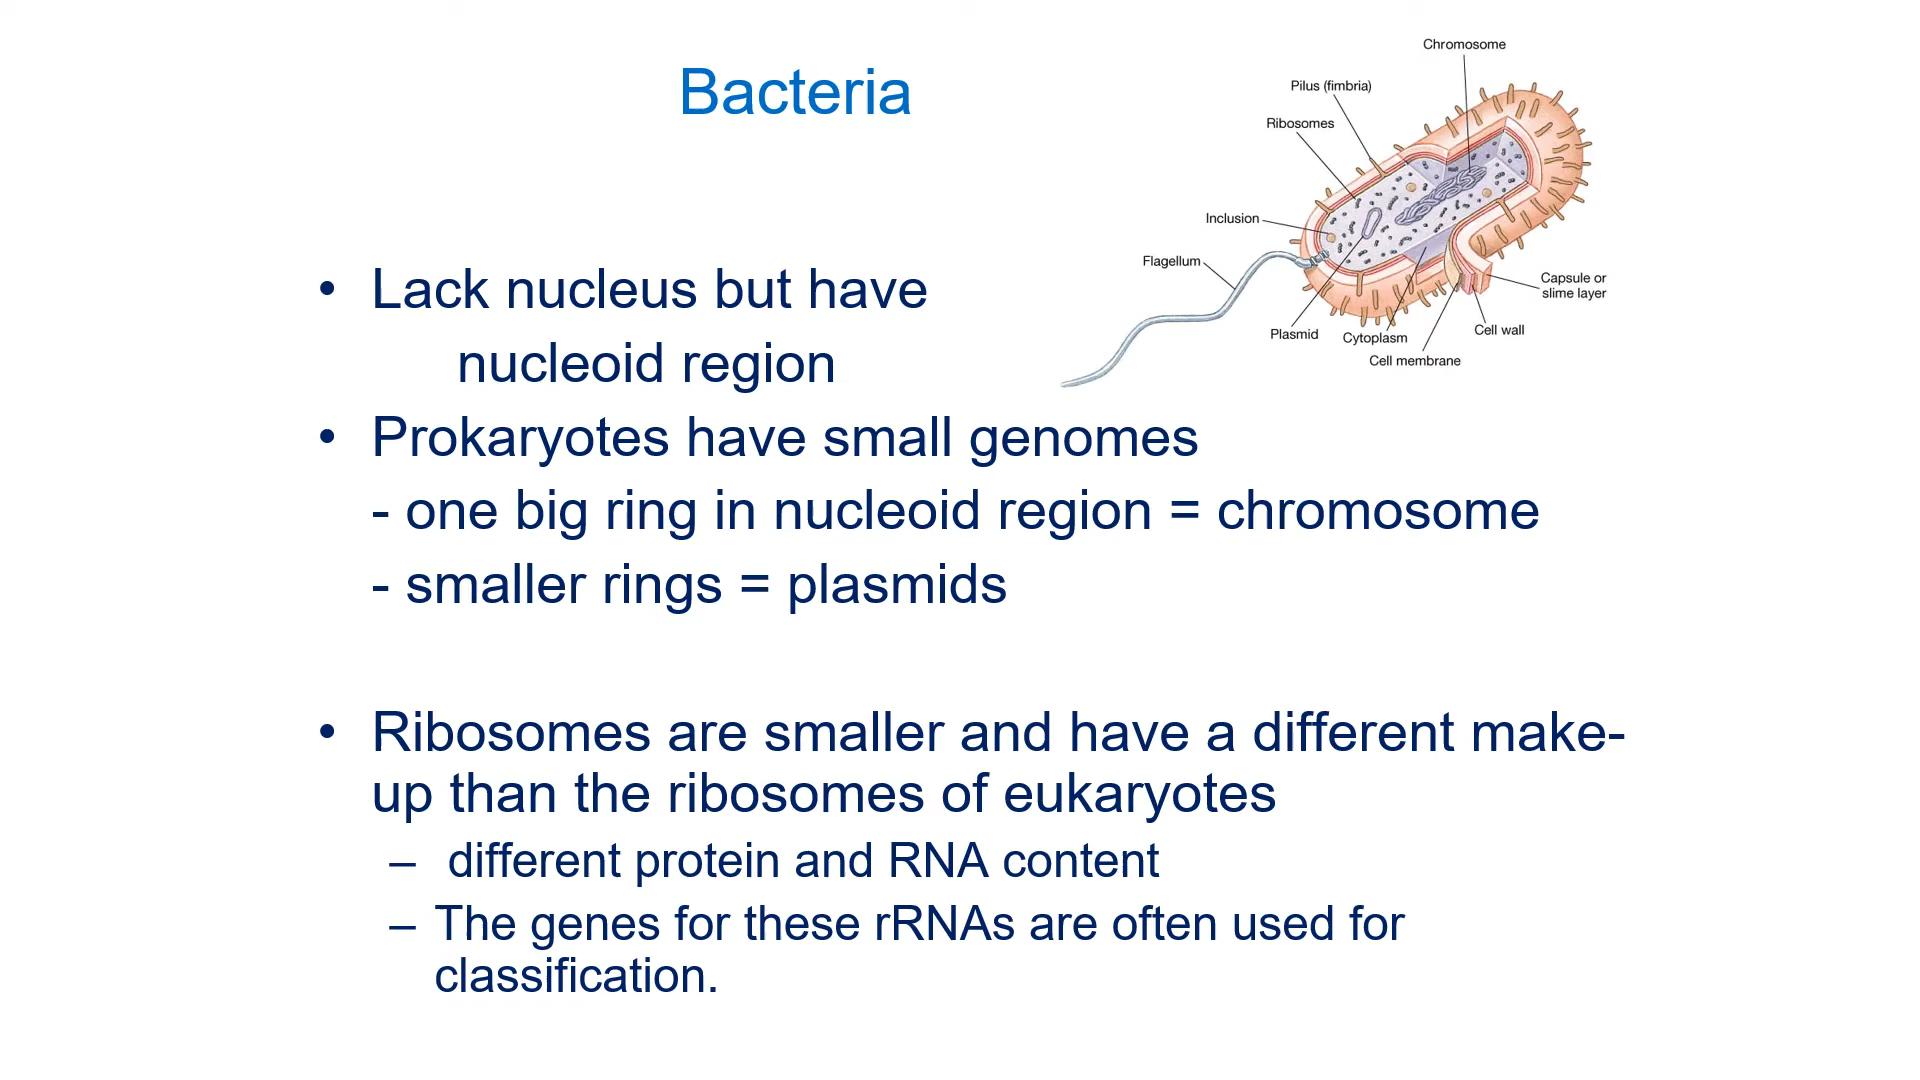 Bacteria
Chromosome
Pilus (fimbria)
Ribosomes
Inclusion
Flagellum
Capsule or
slime layer
Plasmid
Cytoplasm
Cell wall
Cell membrane
• Lack nucleus but have
nucleoid region
• Prokaryotes have small genomes
- one big ring in nucleoid region = chromosome
- smaller rings = plasmids
• Ribosomes are smaller and have a different make-
up than the ribosomes of eukaryotes
– different protein and RNA content
– The genes for these rRNAs are often used for
classification.